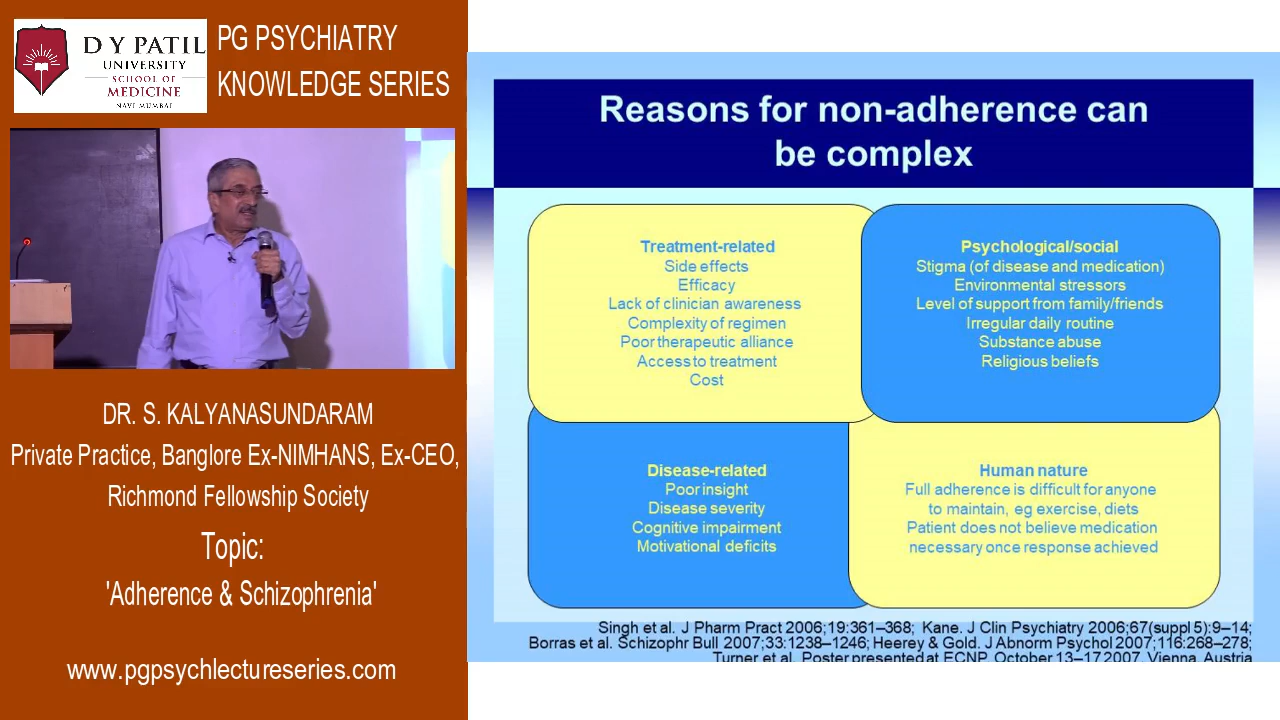 D Y PATIL
UNIVERSITY
SCHOOL OF
MEDICINE
NAVI MUMBAI
PG PSYCHIATRY
KNOWLEDGE SERIES
DR. S. KALYANASUNDARAM
Private Practice, Banglore Ex-NIMHANS, Ex-CEO,
Richmond Fellowship Society
Topic:
'Adherence & Schizophrenia'
www.pgpsychlectureseries.com
Reasons for non-adherence can
be complex
Treatment-related
Side effects
Efficacy
Lack of clinician awareness
Complexity of regimen
Poor therapeutic alliance
Access to treatment
Cost
Psychological/social
Stigma (of disease and medication)
Environmental stressors
Level of support from family/friends
Irregular daily routine
Substance abuse
Religious beliefs
Disease-related
Poor insight
Disease severity
Cognitive impairment
Motivational deficits
Human nature
Full adherence is difficult for anyone
to maintain, eg exercise, diets
Patient does not believe medication
necessary once response achieved
Singh et al. J Pharm Pract 2006;19:361–368; Kane. J Clin Psychiatry 2006;67(suppl 5):9–14;
Borras et al. Schizophr Bull 2007;33:1238–1246; Heerey & Gold. J Abnorm Psychol 2007;116:268–278;
Turner et al. Poster presented at ECNP, October 13–17 2007, Vienna, Austria